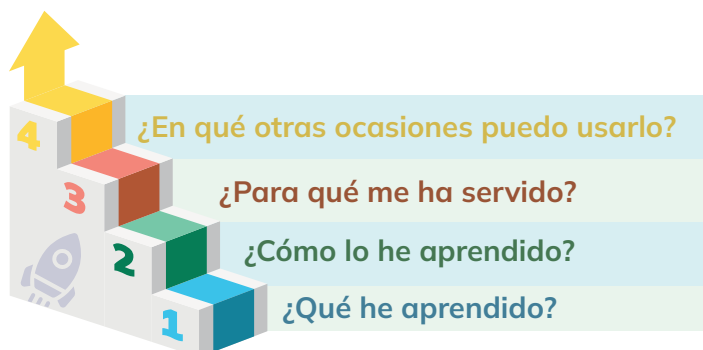 4 ¿En qué otras ocasiones puedo usarlo?
3 ¿Para qué me ha servido?
2 ¿Cómo lo he aprendido?
1 ¿Qué he aprendido?